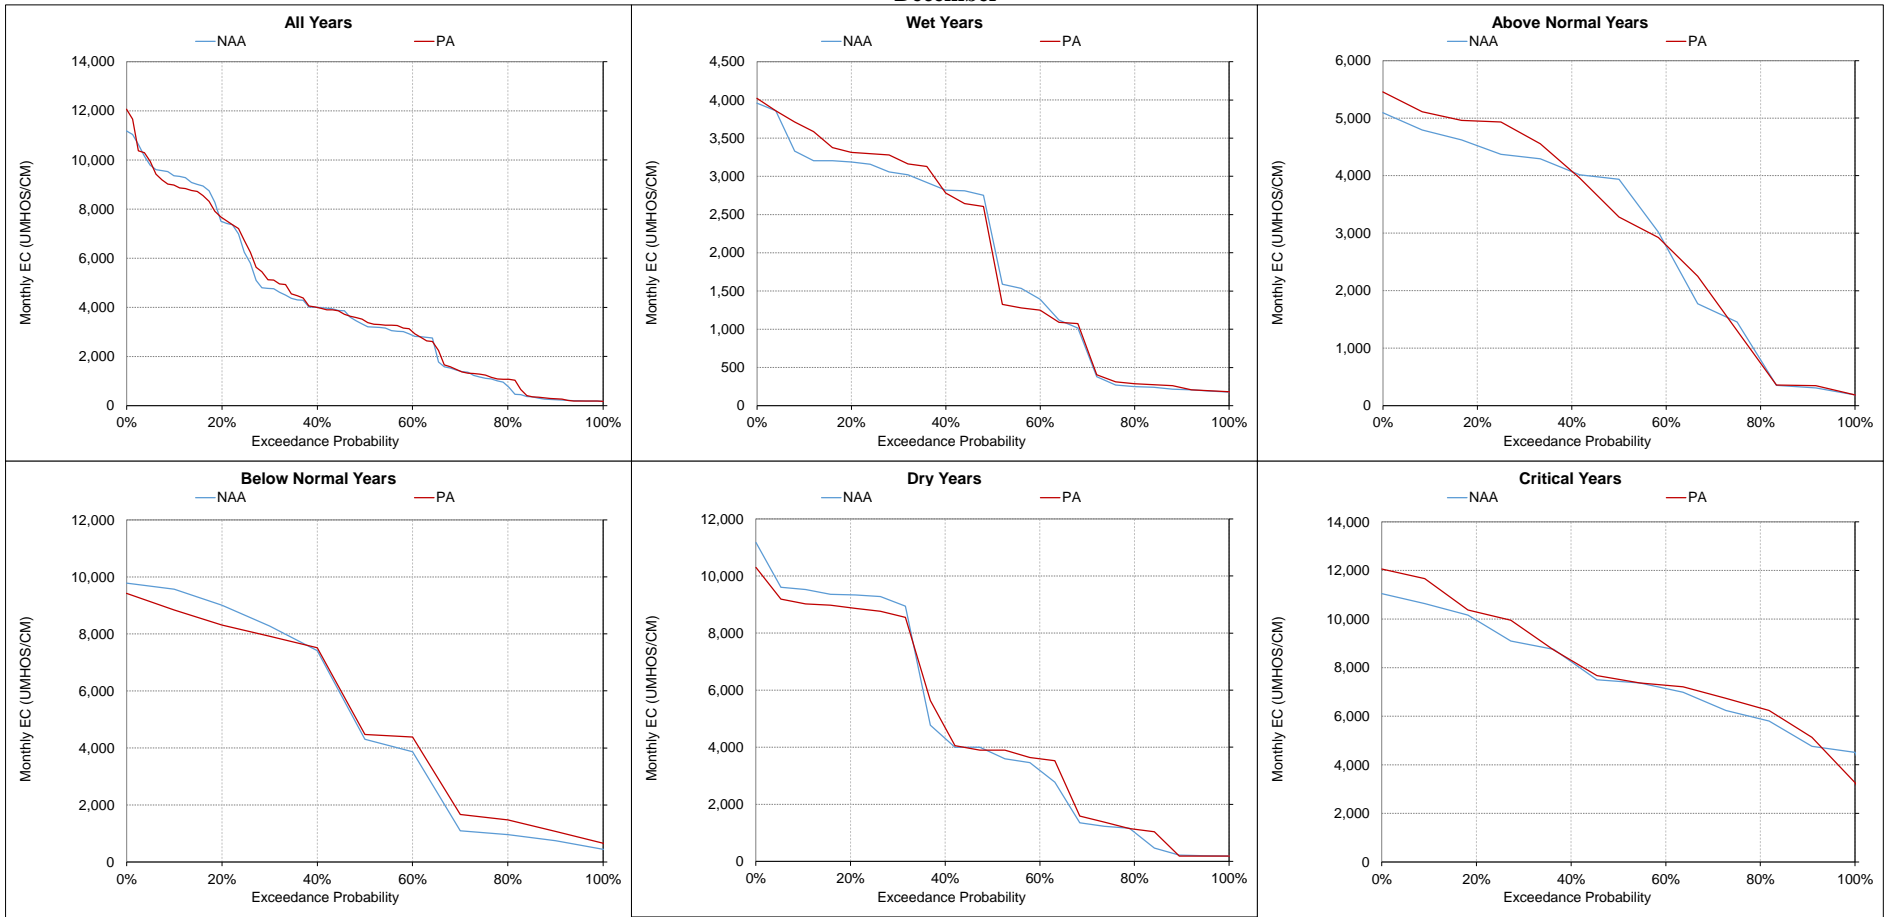 December
All Years
NAA PA
14,000
12,000
10,000
8,000
6,000
4,000
2,000
0
Monthly EC (UMHOS/CM)
0% 20% 40% 60% 80% 100%
Exceedance Probability
Wet Years
NAA PA
4,500
4,000
3,500
3,000
2,500
2,000
1,500
1,000
500
0
Monthly EC (UMHOS/CM)
0% 20% 40% 60% 80% 100%
Exceedance Probability
Above Normal Years
NAA PA
6,000
5,000
4,000
3,000
2,000
1,000
0
Monthly EC (UMHOS/CM)
0% 20% 40% 60% 80% 100%
Exceedance Probability
Below Normal Years
NAA PA
12,000
10,000
8,000
6,000
4,000
2,000
0
Monthly EC (UMHOS/CM)
0% 20% 40% 60% 80% 100%
Exceedance Probability
Dry Years
NAA PA
12,000
10,000
8,000
6,000
4,000
2,000
0
Monthly EC (UMHOS/CM)
0% 20% 40% 60% 80% 100%
Exceedance Probability
Critical Years
NAA PA
14,000
12,000
10,000
8,000
6,000
4,000
2,000
0
Monthly EC (UMHOS/CM)
0% 20% 40% 60% 80% 100%
Exceedance Probability